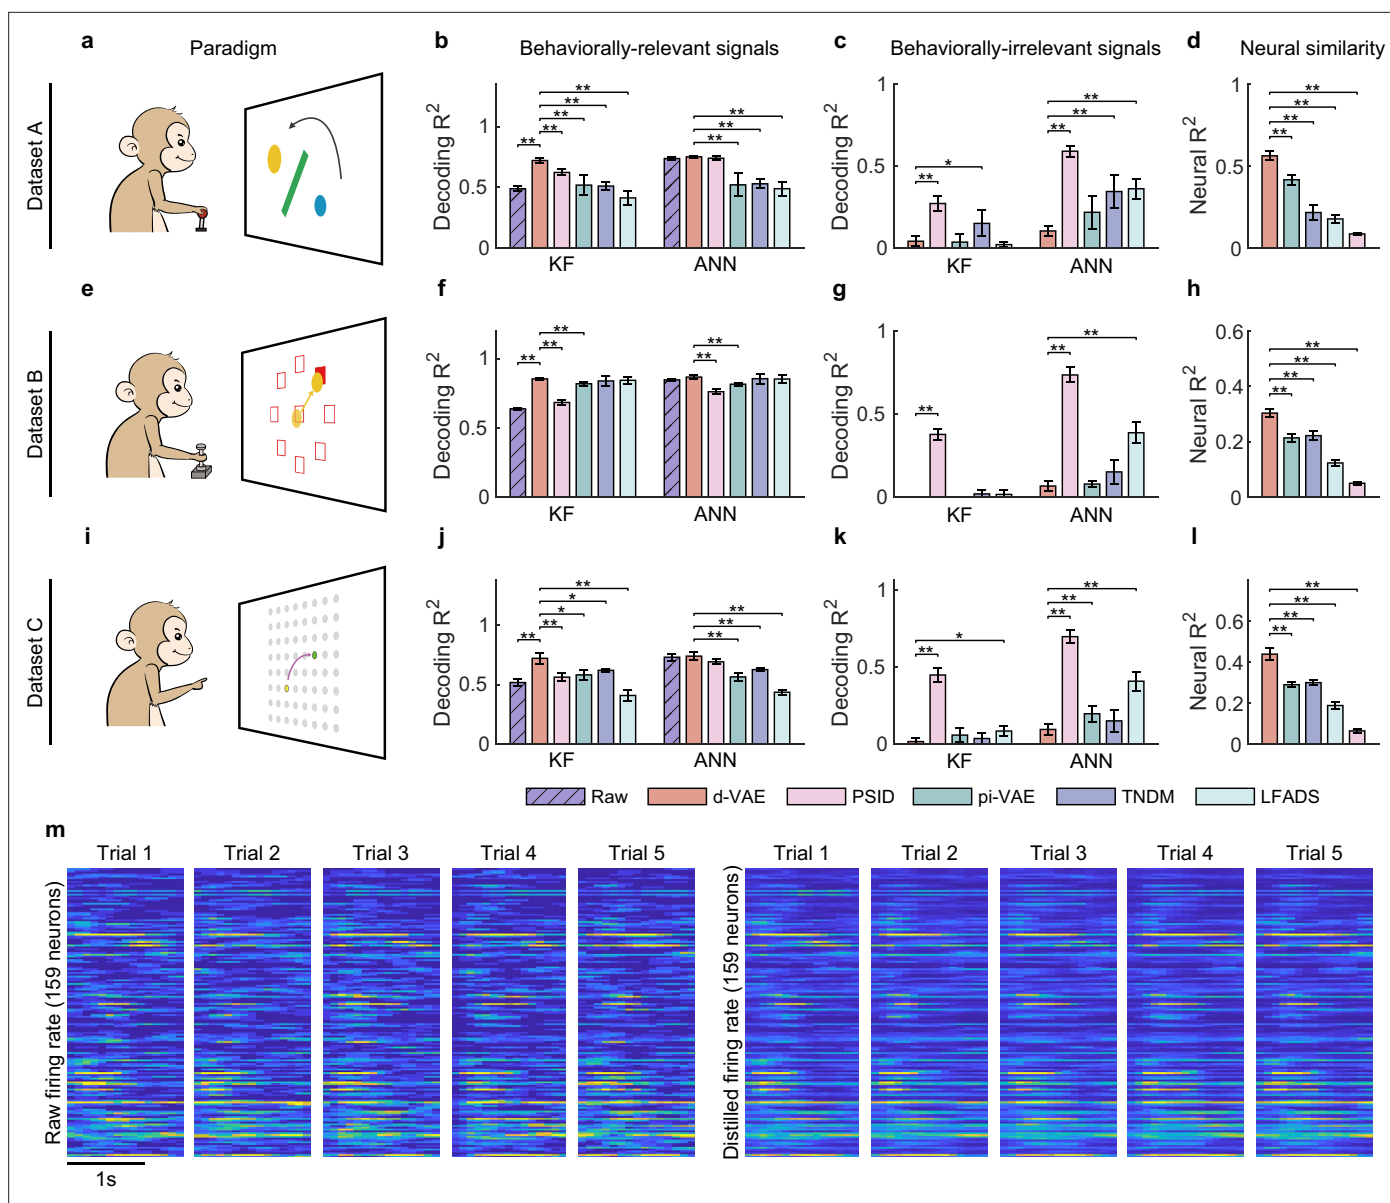 a
Paradigm
b
Behaviorally-relevant signals
c
Behaviorally-irrelevant signals
d
Neural similarity
Dataset A
Decoding R²
1
0.5
0
**
**
**
**
**
**
**
**
KF
ANN
Decoding R²
1
0.5
0
*
**
**
**
**
KF
ANN
Neural R²
1
0.5
0
**
**
**
**
e
f
g
h
Dataset B
Decoding R²
1
0.5
0
**
**
**
**
**
KF
ANN
Decoding R²
1
0.5
0
**
**
**
KF
ANN
Neural R²
0.6
0.4
0.2
0
**
**
**
**
i
j
k
l
Dataset C
Decoding R²
1
0.5
0
**
*
*
**
**
**
**
**
KF
ANN
Decoding R²
1
0.5
0
*
**
**
**
**
KF
ANN
Neural R²
0.6
0.4
0.2
0
**
**
**
**
Raw
d-VAE
PSID
pi-VAE
TNDM
LFADS
m
Trial 1
Trial 2
Trial 3
Trial 4
Trial 5
Trial 1
Trial 2
Trial 3
Trial 4
Trial 5
Raw firing rate (159 neurons)
Distilled firing rate (159 neurons)
1s